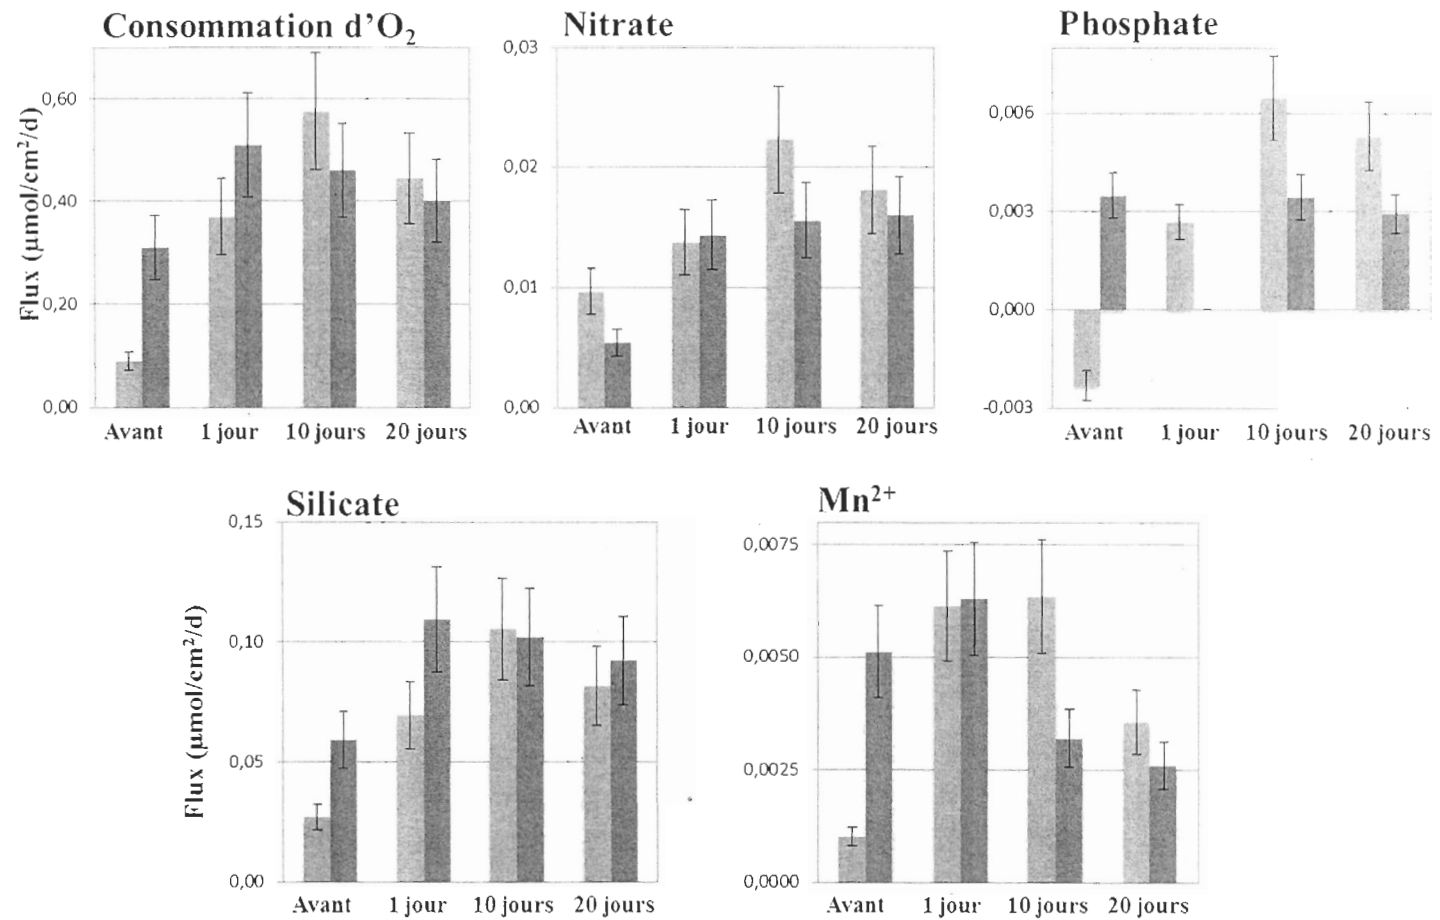 Consommation d'O₂
Flux (µmol/cm²/d)
0,60
0,40
0,20
0,00
Avant 1 jour 10 jours 20 jours
Nitrate
0,03
0,02
0,01
0,00
Avant 1 jour 10 jours 20 jours
Phosphate
0,006
0,003
0,000
-0,003
Avant 1 jour 10 jours 20 jours
Silicate
Flux (µmol/cm²/d)
0,15
0,10
0,05
0,00
Avant 1 jour 10 jours 20 jours
Mn²⁺
0,0075
0,0050
0,0025
0,0000
Avant 1 jour 10 jours 20 jours